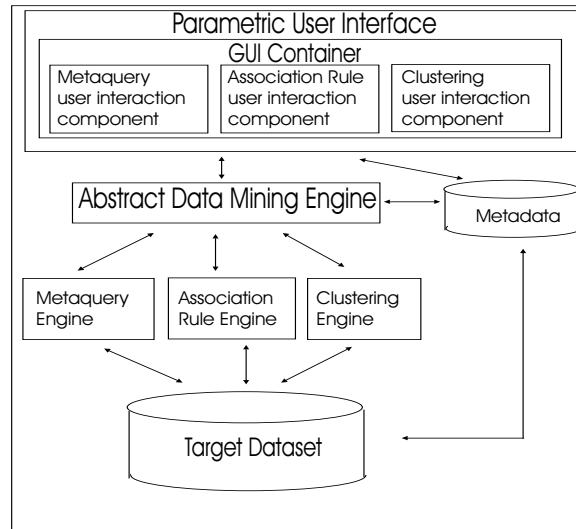 Parametric User Interface
GUI Container
Metaquery
user interaction
component
Association Rule
user interaction
component
Clustering
user interaction
component
Abstract Data Mining Engine
Metadata
Metaquery
Engine
Association
Rule Engine
Clustering
Engine
Target Dataset